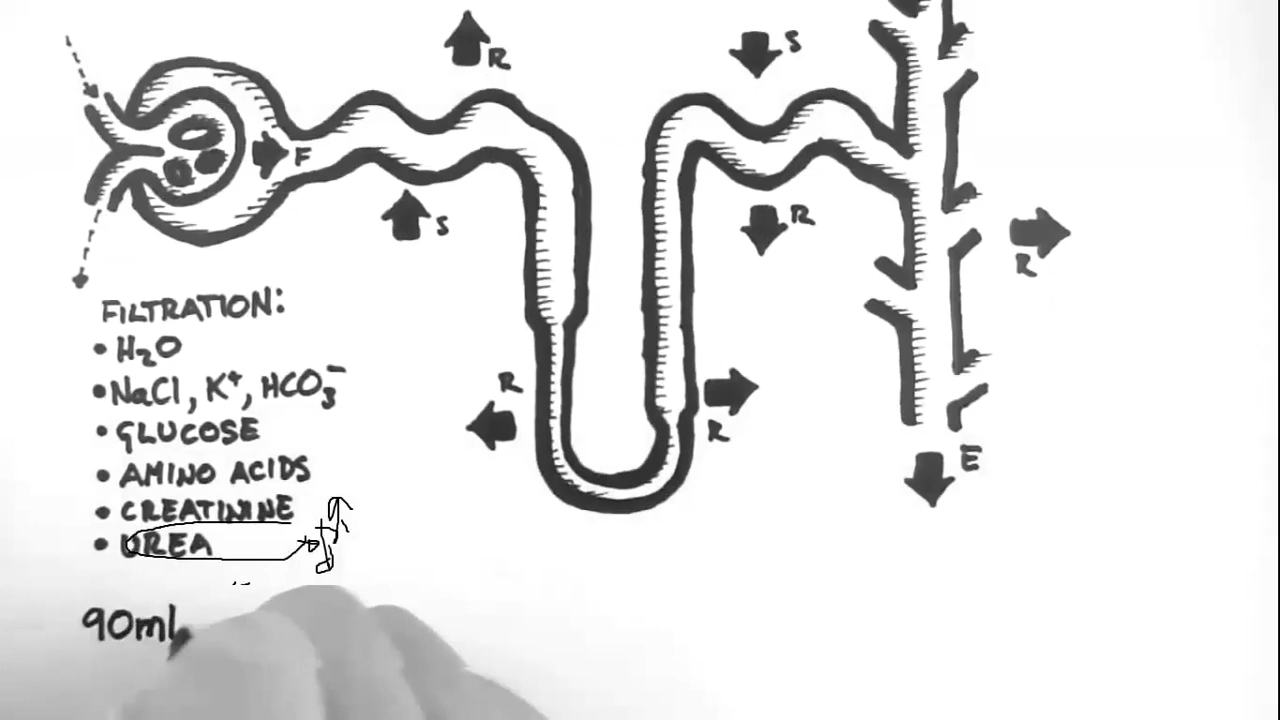 R
S
F
S
R
R
FILTRATION:
• H₂O
• NaCl, K⁺, HCO₃⁻
• GLUCOSE
• AMINO ACIDS
• CREATININE
• UREA
R
R
E
90ml